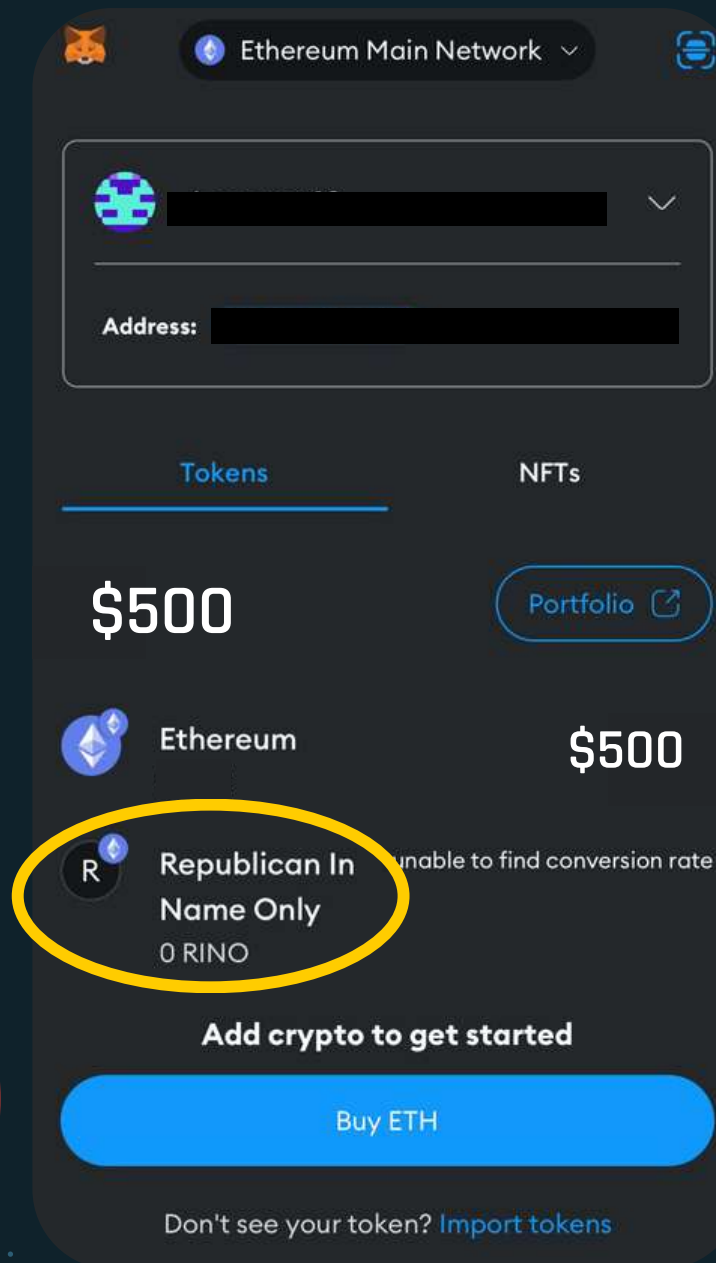 Ethereum Main Network
Address:
Tokens
NFTs
$500
Portfolio
Ethereum
$500
R
Republican In
Name Only
unable to find conversion rate
0 RINO
Add crypto to get started
Buy ETH
Don't see your token? Import tokens